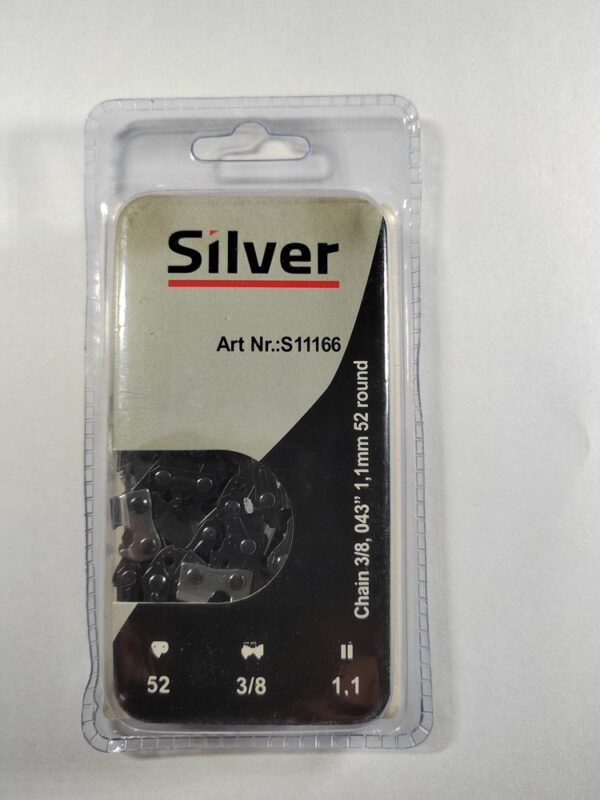 Silver
Art Nr.:S11166
Chain 3/8, 043” 1,1mm 52 round
52 3/8 1,1